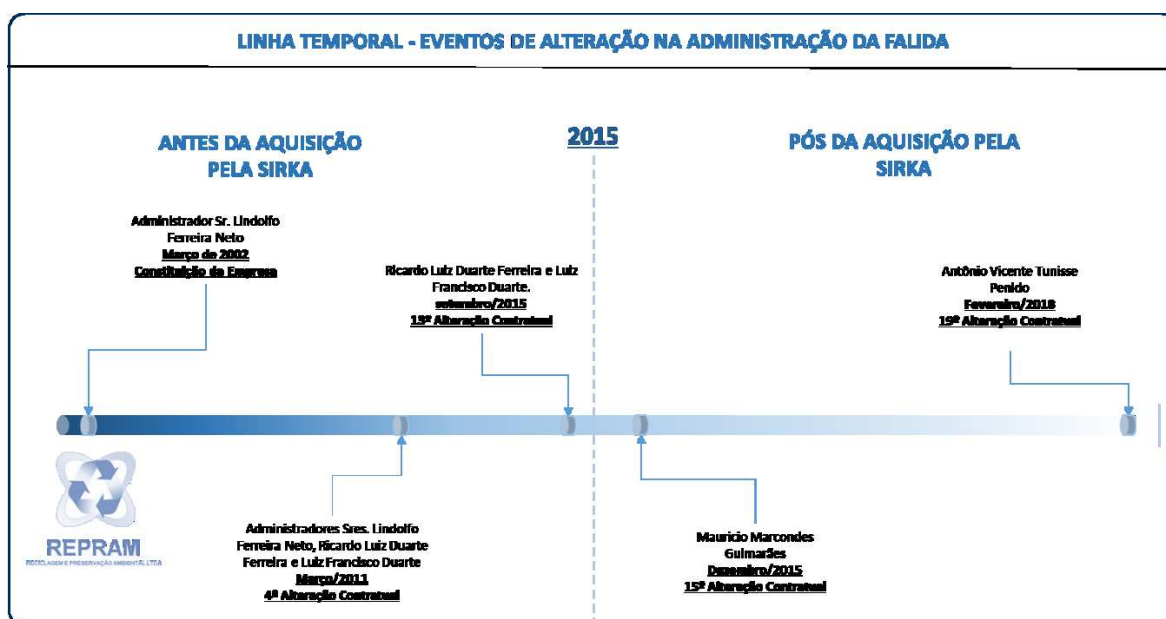 LINHA TEMPORAL - EVENTOS DE ALTERAÇÃO NA ADMINISTRAÇÃO DA FALIDA
ANTES DA AQUISIÇÃO
PELA SIRKA
2015
PÓS DA AQUISIÇÃO PELA
SIRKA
Administrador Sr. Lindolfo
Ferreira Neto
Março de 2002
Constituição da Empresa
Ricardo Luiz Duarte Ferreira e Luiz
Francisco Duarte.
setembro/2015
13ª Alteração Contratual
Antônio Vicente Tunisse
Penido
Fevereiro/2018
19ª Alteração Contratual
REPRAM
RECICLAGEM E PRESERVAÇÃO AMBIENTAL LTDA
Administradores Sres. Lindolfo
Ferreira Neto, Ricardo Luiz Duarte
Ferreira e Luiz Francisco Duarte
Março/2011
4ª Alteração Contratual
Mauricio Marcondes
Guimarães
Dezembro/2015
15ª Alteração Contratual